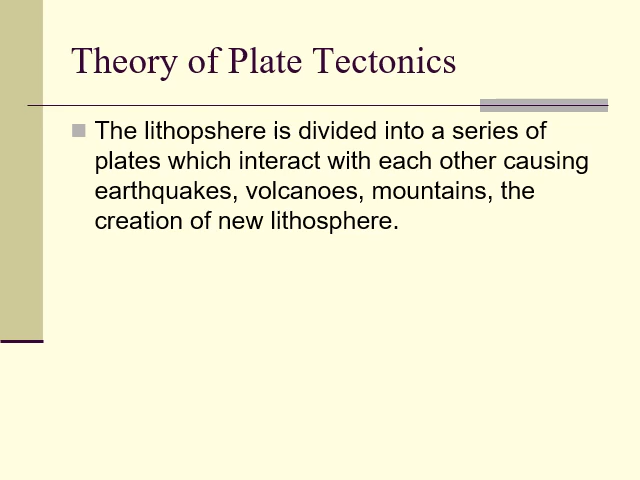 Theory of Plate Tectonics
The lithopshere is divided into a series of
plates which interact with each other causing
earthquakes, volcanoes, mountains, the
creation of new lithosphere.